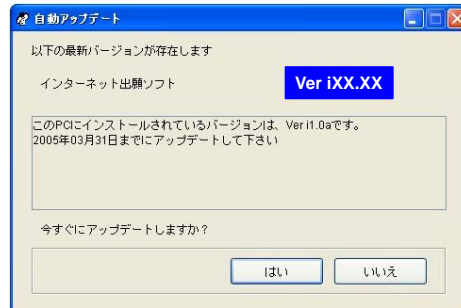 自動アップデート
以下の最新バージョンが存在します
インターネット出願ソフト Ver iXX.XX
このPCにインストールされているバージョンは、Ver i1.0aです。
2005年03月31日までにアップデートして下さい
今すぐにアップデートしますか？
はい いいえ